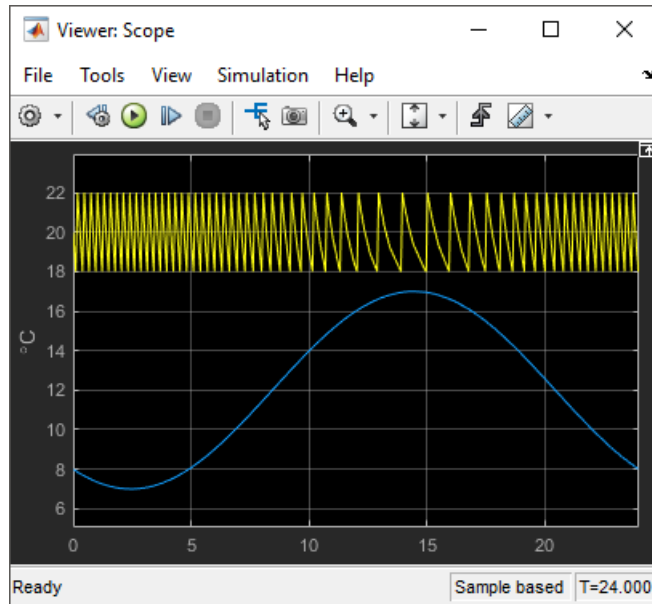 Viewer: Scope
File Tools View Simulation Help
22
20
18
16
14
12
10
8
6
°C
0 5 10 15 20
Ready Sample based T=24.000